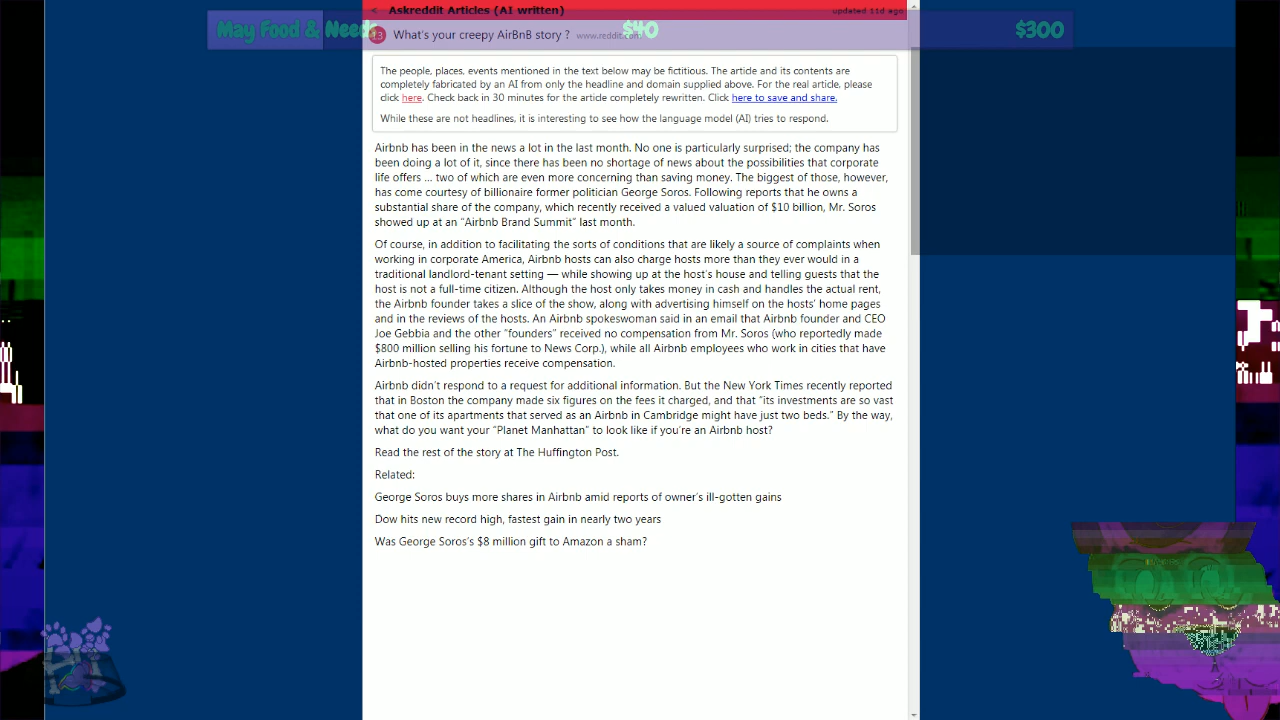 < Askreddit Articles (AI written) updated 11d ago
May Food & Needs $40 $300
13 What's your creepy AirBnB story ? www.reddit.com
The people, places, events mentioned in the text below may be fictitious. The article and its contents are
completely fabricated by an AI from only the headline and domain supplied above. For the real article, please
click here. Check back in 30 minutes for the article completely rewritten. Click here to save and share.
While these are not headlines, it is interesting to see how the language model (AI) tries to respond.
Airbnb has been in the news a lot in the last month. No one is particularly surprised; the company has
been doing a lot of it, since there has been no shortage of news about the possibilities that corporate
life offers ... two of which are even more concerning than saving money. The biggest of those, however,
has come courtesy of billionaire former politician George Soros. Following reports that he owns a
substantial share of the company, which recently received a valued valuation of $10 billion, Mr. Soros
showed up at an “Airbnb Brand Summit” last month.
Of course, in addition to facilitating the sorts of conditions that are likely a source of complaints when
working in corporate America, Airbnb hosts can also charge hosts more than they ever would in a
traditional landlord-tenant setting — while showing up at the host's house and telling guests that the
host is not a full-time citizen. Although the host only takes money in cash and handles the actual rent,
the Airbnb founder takes a slice of the show, along with advertising himself on the hosts' home pages
and in the reviews of the hosts. An Airbnb spokeswoman said in an email that Airbnb founder and CEO
Joe Gebbia and the other “founders” received no compensation from Mr. Soros (who reportedly made
$800 million selling his fortune to News Corp.), while all Airbnb employees who work in cities that have
Airbnb-hosted properties receive compensation.
Airbnb didn't respond to a request for additional information. But the New York Times recently reported
that in Boston the company made six figures on the fees it charged, and that “its investments are so vast
that one of its apartments that served as an Airbnb in Cambridge might have just two beds.” By the way,
what do you want your “Planet Manhattan” to look like if you're an Airbnb host?
Read the rest of the story at The Huffington Post.
Related:
George Soros buys more shares in Airbnb amid reports of owner's ill-gotten gains
Dow hits new record high, fastest gain in nearly two years
Was George Soros's $8 million gift to Amazon a sham?